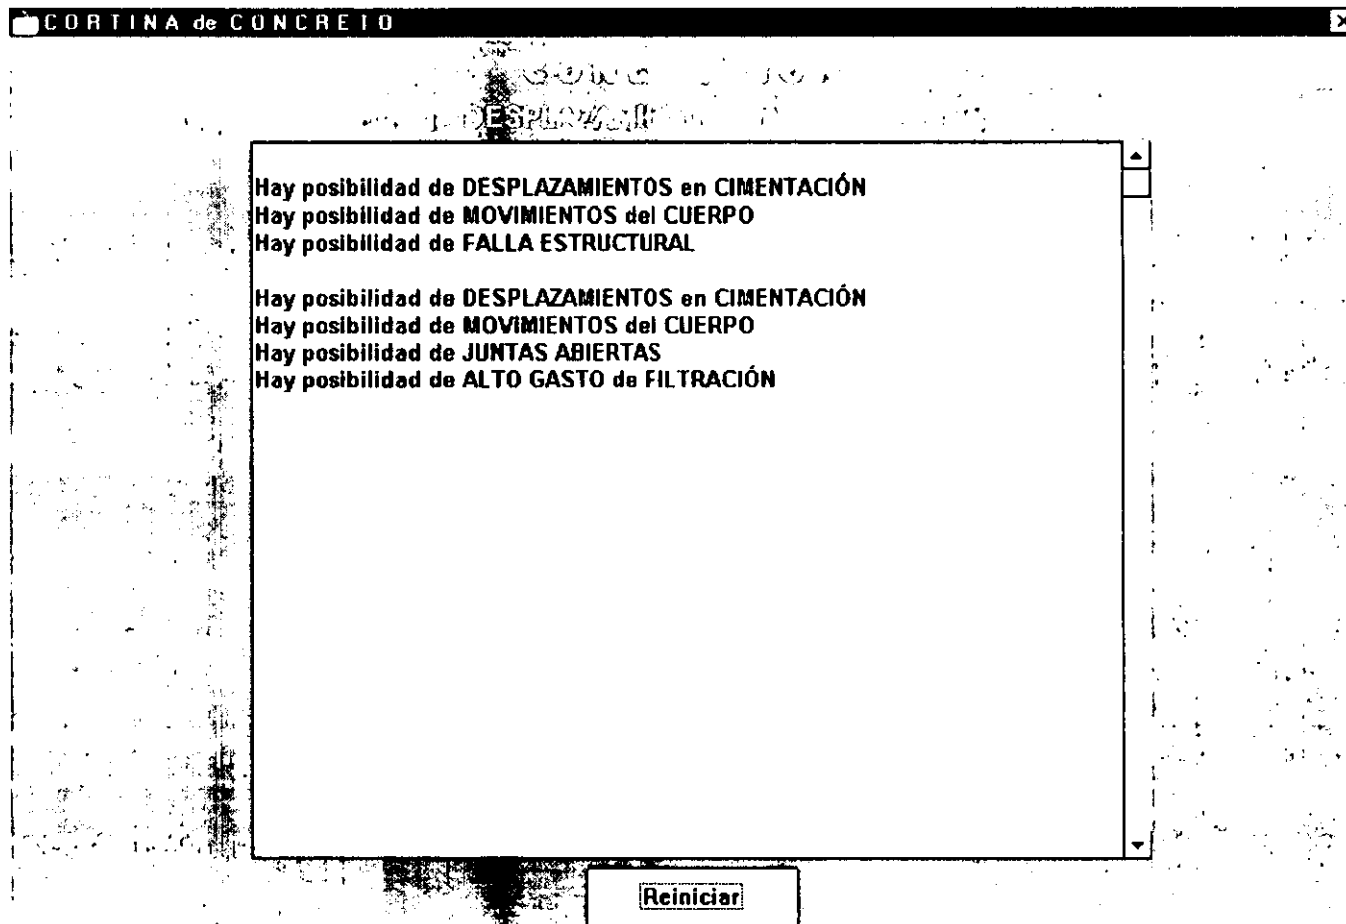 CORTINA de CONCRETO
Hay posibilidad de DESPLAZAMIENTOS en CIMENTACIÓN
Hay posibilidad de MOVIMIENTOS del CUERPO
Hay posibilidad de FALLA ESTRUCTURAL
Hay posibilidad de DESPLAZAMIENTOS en CIMENTACIÓN
Hay posibilidad de MOVIMIENTOS del CUERPO
Hay posibilidad de JUNTAS ABIERTAS
Hay posibilidad de ALTO GASTO de FILTRACIÓN
Reiniciar